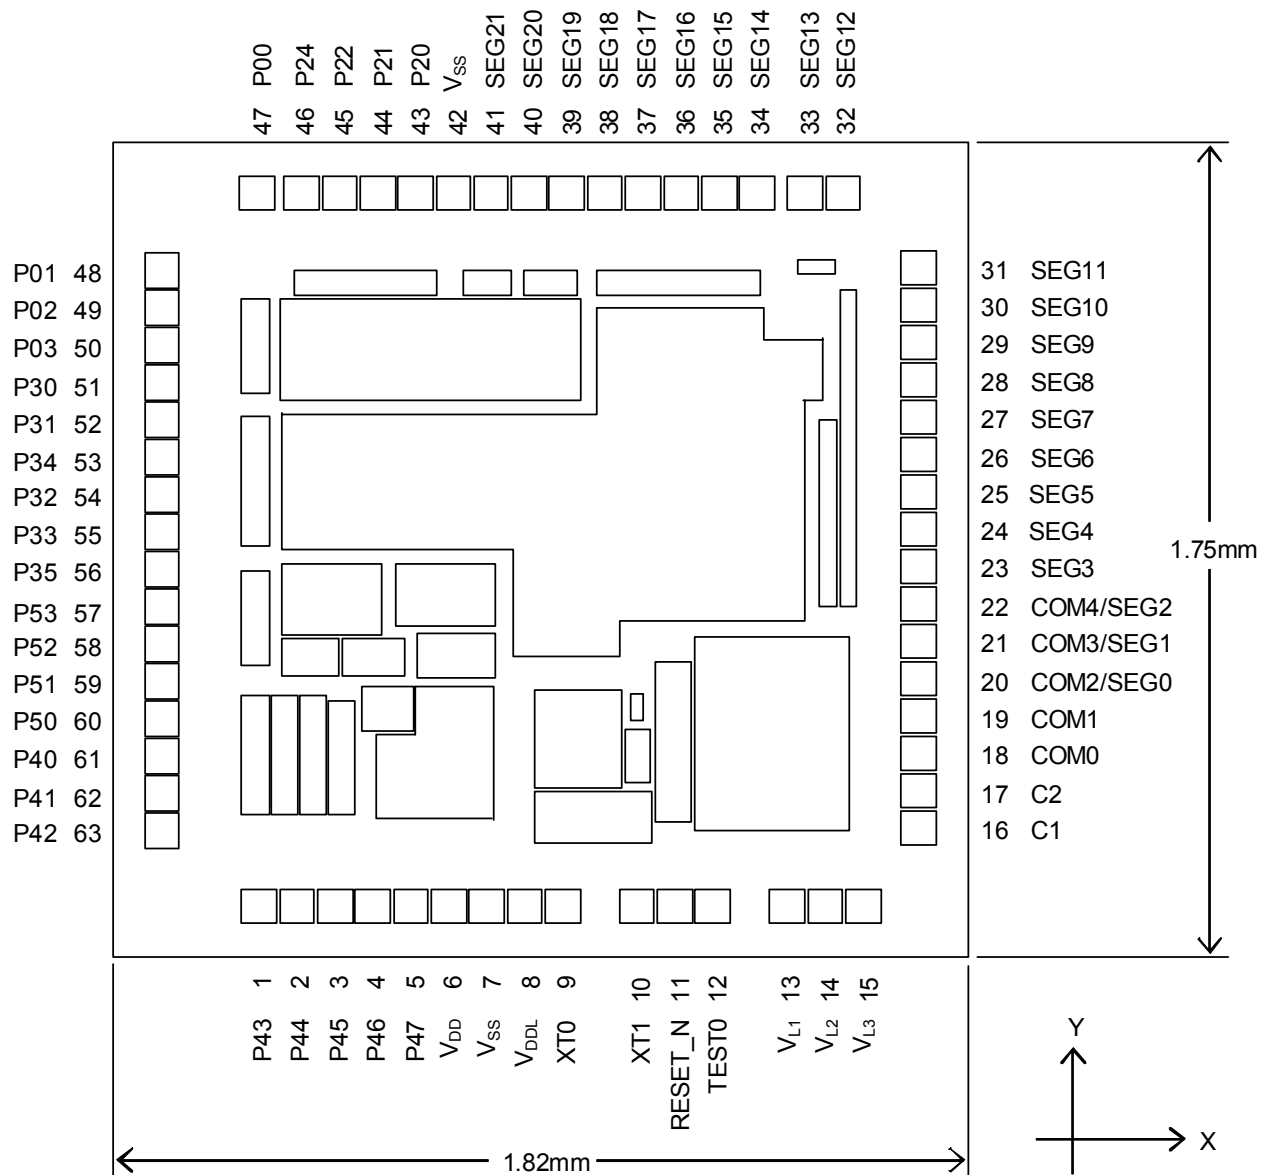 47 P00
46 P24
45 P22
44 P21
43 P20
42 VSS
41 SEG21
40 SEG20
39 SEG19
38 SEG18
37 SEG17
36 SEG16
35 SEG15
34 SEG14
33 SEG13
32 SEG12
P01 48
P02 49
P03 50
P30 51
P31 52
P34 53
P32 54
P33 55
P35 56
P53 57
P52 58
P51 59
P50 60
P40 61
P41 62
P42 63
31 SEG11
30 SEG10
29 SEG9
28 SEG8
27 SEG7
26 SEG6
25 SEG5
24 SEG4
23 SEG3
22 COM4/SEG2
21 COM3/SEG1
20 COM2/SEG0
19 COM1
18 COM0
17 C2
16 C1
1.75mm
P43 1
P44 2
P45 3
P46 4
P47 5
VDD 6
VSS 7
VDDL 8
XT0 9
XT1 10
RESET_N 11
TEST0 12
VL1 13
VL2 14
VL3 15
Y
X
1.82mm